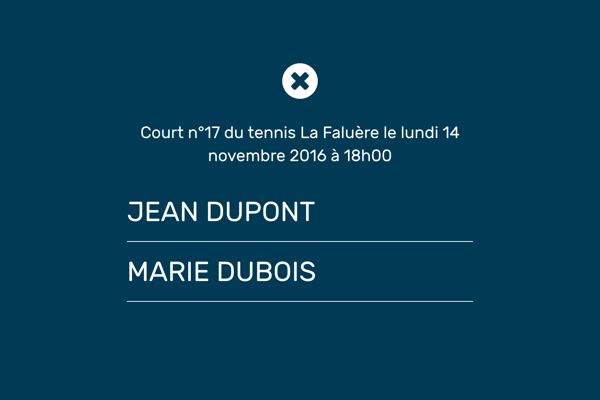 Court n°17 du tennis La Faluère le lundi 14
novembre 2016 à 18h00
JEAN DUPONT
MARIE DUBOIS